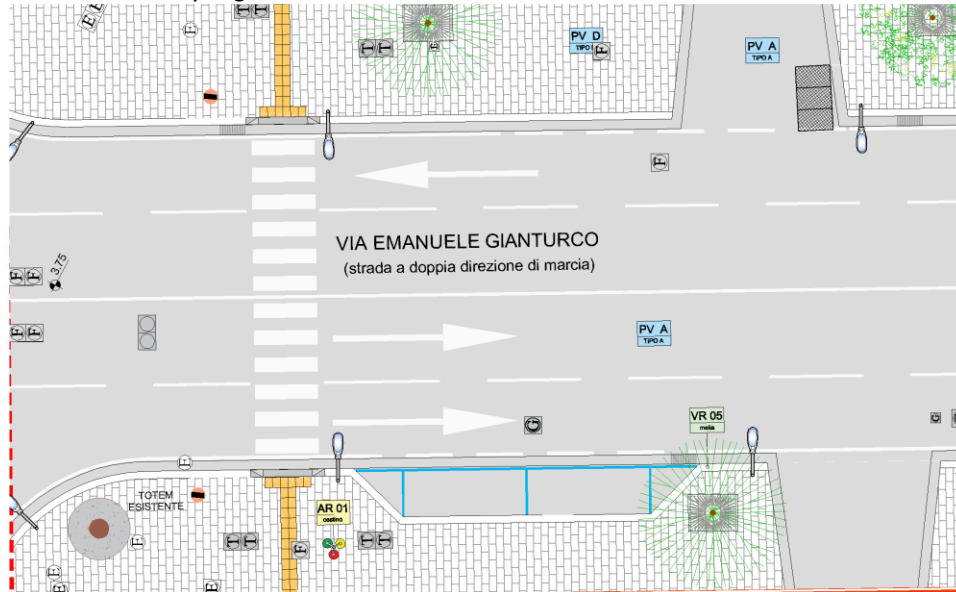 E
E
E
T T
T T
E
PV D
TIPO
F
PV A
TIPO A
F
VIA EMANUELE GIANTURCO
(strada a doppia direzione di marcia)
3.75
F F
F F
PV A
TIPO A
G
G
VR 05
melia
F
TOTEM
ESISTENTE
AR 01
cestino
T T
F
T T
E
E
E
E